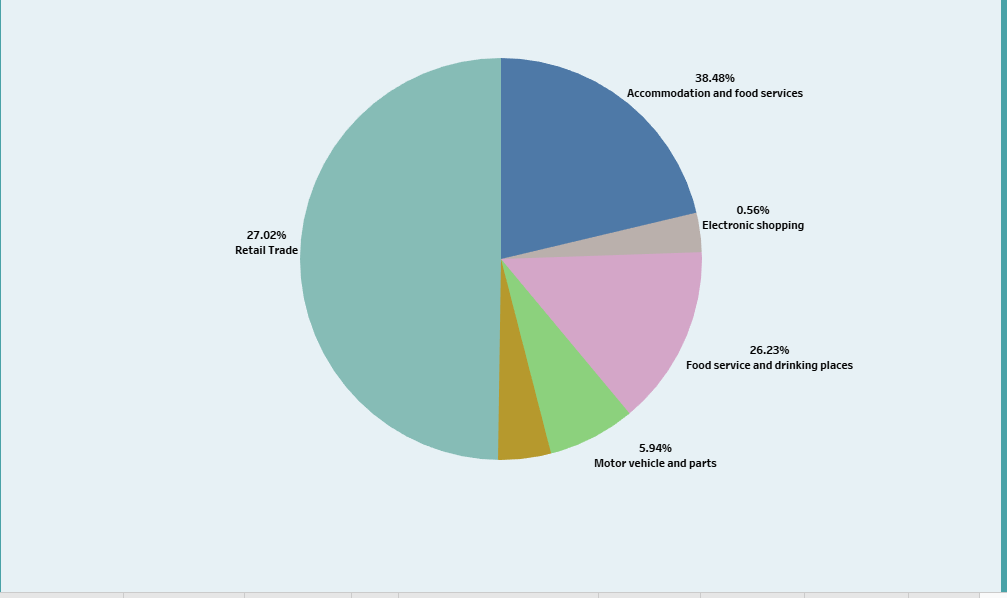 38.48%
Accommodation and food services
0.56%
Electronic shopping
27.02%
Retail Trade
26.23%
Food service and drinking places
5.94%
Motor vehicle and parts